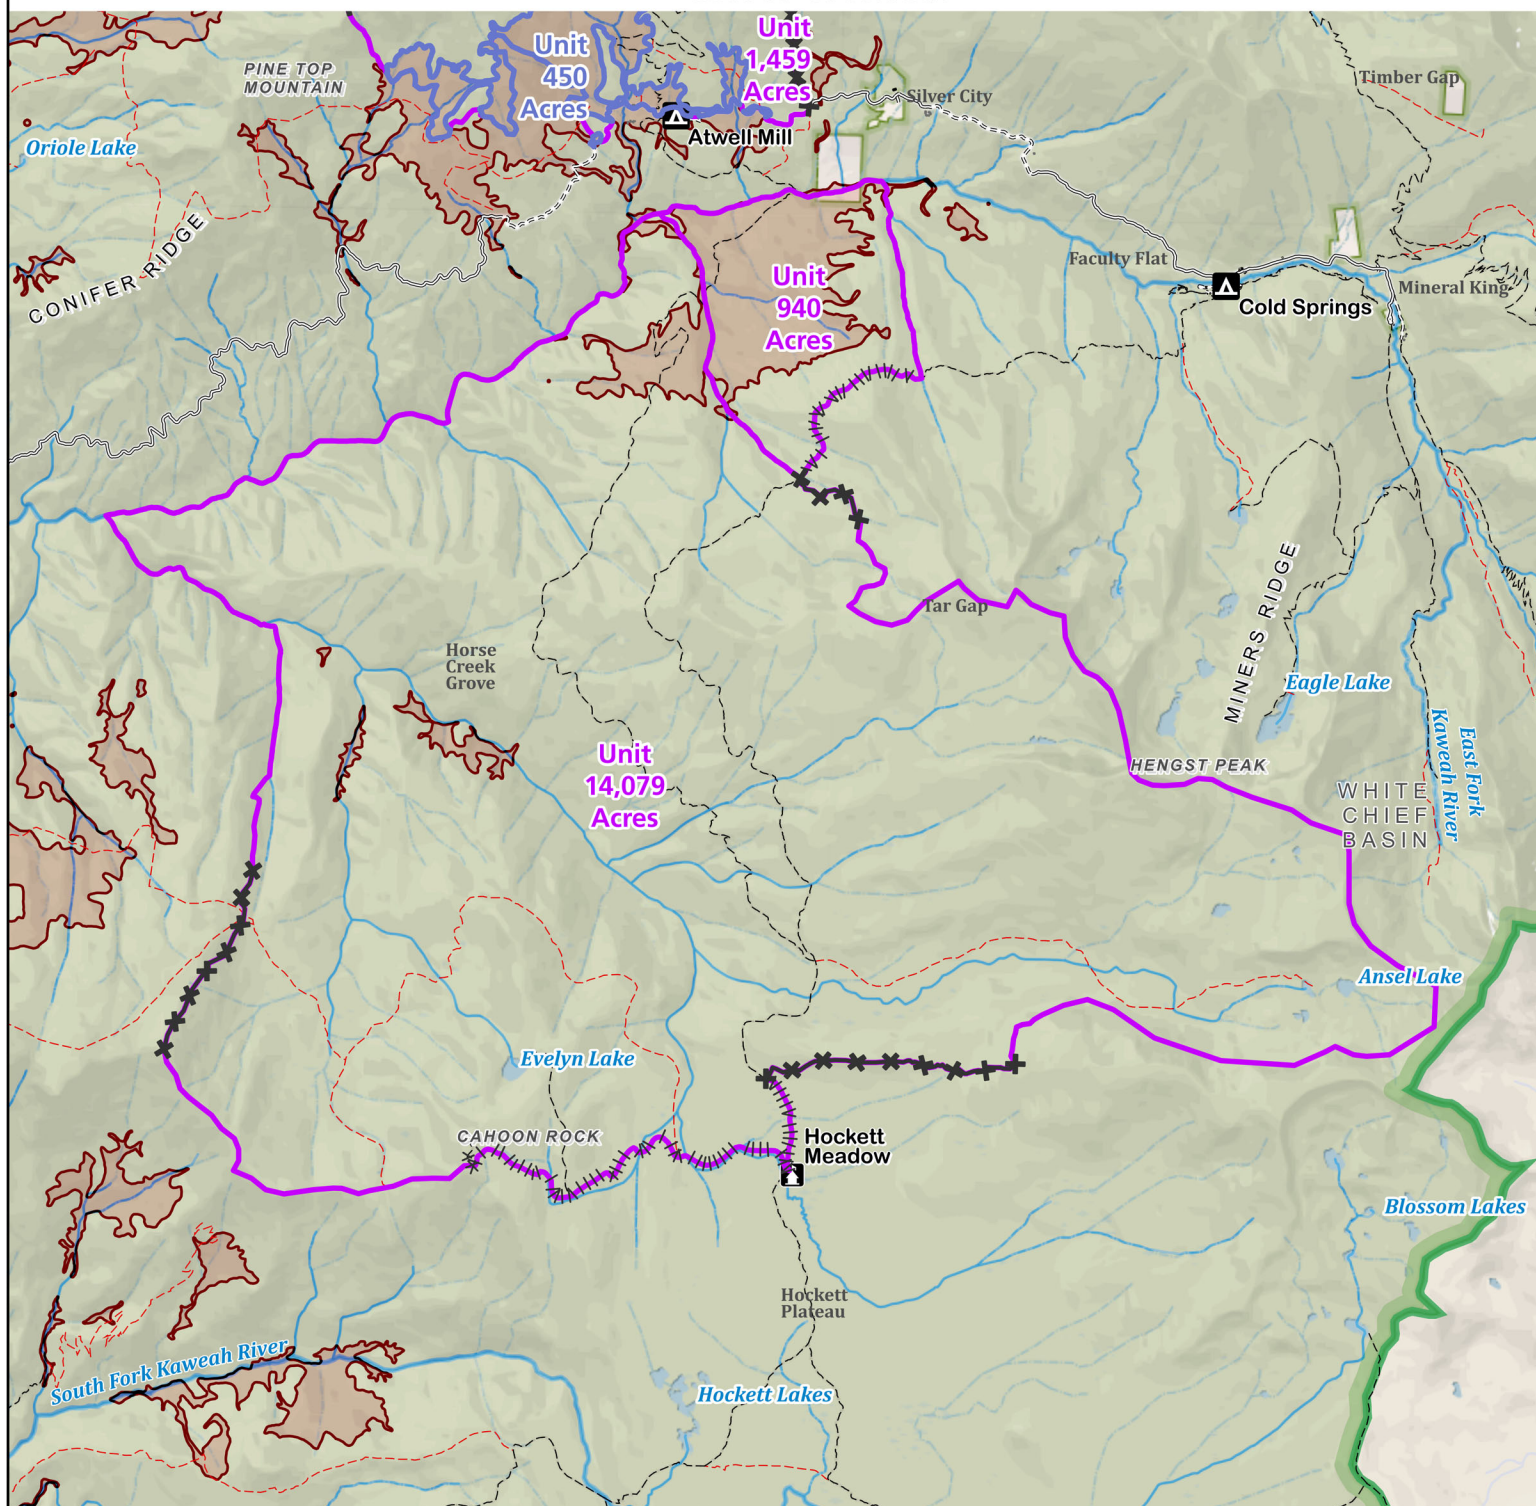 Unit
1,459
Acres
Unit
450
Acres
PINE TOP
MOUNTAIN
Timber Gap
Silver City
Atwell Mill
Oriole Lake
CONIFER RIDGE
Faculty Flat
Mineral King
Cold Springs
Unit
940
Acres
Tar Gap
MINERS RIDGE
Horse
Creek
Grove
Eagle Lake
East Fork
Kaweah River
Unit
14,079
Acres
HENGST PEAK
WHITE
CHIEF
BASIN
Ansel Lake
Evelyn Lake
CAHOON ROCK
Hockett
Meadow
Blossom Lakes
Hockett
Plateau
South Fork Kaweah River
Hockett Lakes